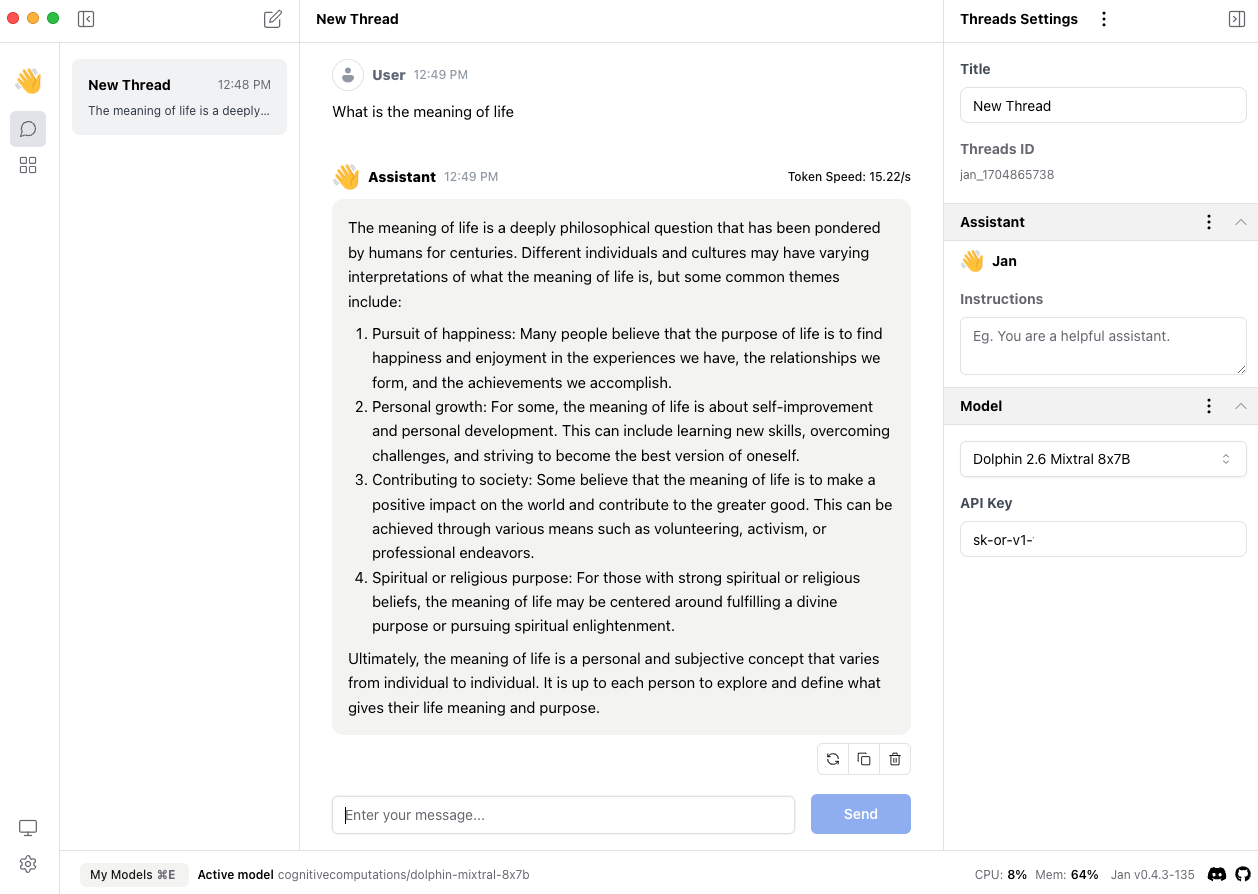 New Thread
Threads Settings
New Thread 12:48 PM
The meaning of life is a deeply...
User 12:49 PM
What is the meaning of life
Assistant 12:49 PM Token Speed: 15.22/s
The meaning of life is a deeply philosophical question that has been pondered
by humans for centuries. Different individuals and cultures may have varying
interpretations of what the meaning of life is, but some common themes
include:
1. Pursuit of happiness: Many people believe that the purpose of life is to find
happiness and enjoyment in the experiences we have, the relationships we
form, and the achievements we accomplish.
2. Personal growth: For some, the meaning of life is about self-improvement
and personal development. This can include learning new skills, overcoming
challenges, and striving to become the best version of oneself.
3. Contributing to society: Some believe that the meaning of life is to make a
positive impact on the world and contribute to the greater good. This can be
achieved through various means such as volunteering, activism, or
professional endeavors.
4. Spiritual or religious purpose: For those with strong spiritual or religious
beliefs, the meaning of life may be centered around fulfilling a divine
purpose or pursuing spiritual enlightenment.
Ultimately, the meaning of life is a personal and subjective concept that varies
from individual to individual. It is up to each person to explore and define what
gives their life meaning and purpose.
Enter your message...
Send
Title
New Thread
Threads ID
jan_1704865738
Assistant
Jan
Instructions
Eg. You are a helpful assistant.
Model
Dolphin 2.6 Mixtral 8x7B
API Key
sk-or-v1-
My Models ⌘E Active model cognitivecomputations/dolphin-mixtral-8x7b
CPU: 8% Mem: 64% Jan v0.4.3-135